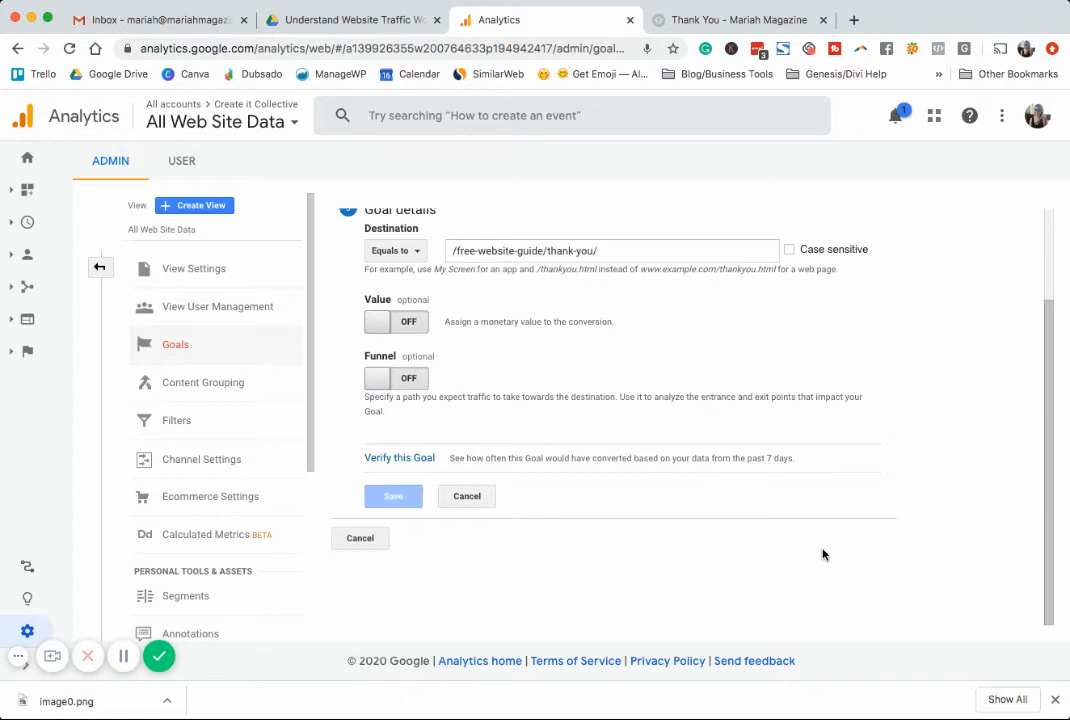 Inbox - mariah@mariahmagazi
Understand Website Traffic Wo
Analytics
Thank You - Mariah Magazine
analytics.google.com/analytics/web/#/a139926355w200764633p194942417/admin/goal...
3
Trello
Google Drive
Canva
Dubsado
ManageWP
16
Calendar
SimilarWeb
Get Emoji — Al...
Blog/Business Tools
Genesis/Divi Help
»
Other Bookmarks
Analytics
All accounts > Create it Collective
All Web Site Data
Try searching "How to create an event"
1
ADMIN
USER
View
+ Create View
All Web Site Data
View Settings
View User Management
Goals
Content Grouping
Filters
Channel Settings
Ecommerce Settings
Dd Calculated Metrics BETA
PERSONAL TOOLS & ASSETS
Segments
Annotations
Goal details
Destination
Equals to
/free-website-guide/thank-you/
Case sensitive
For example, use My Screen for an app and /thankyou.html instead of www.example.com/thankyou.html for a web page.
Value optional
OFF
Assign a monetary value to the conversion.
Funnel optional
OFF
Specify a path you expect traffic to take towards the destination. Use it to analyze the entrance and exit points that impact your
Goal.
Verify this Goal See how often this Goal would have converted based on your data from the past 7 days.
Save
Cancel
Cancel
© 2020 Google | Analytics home | Terms of Service | Privacy Policy | Send feedback
image0.png
Show All